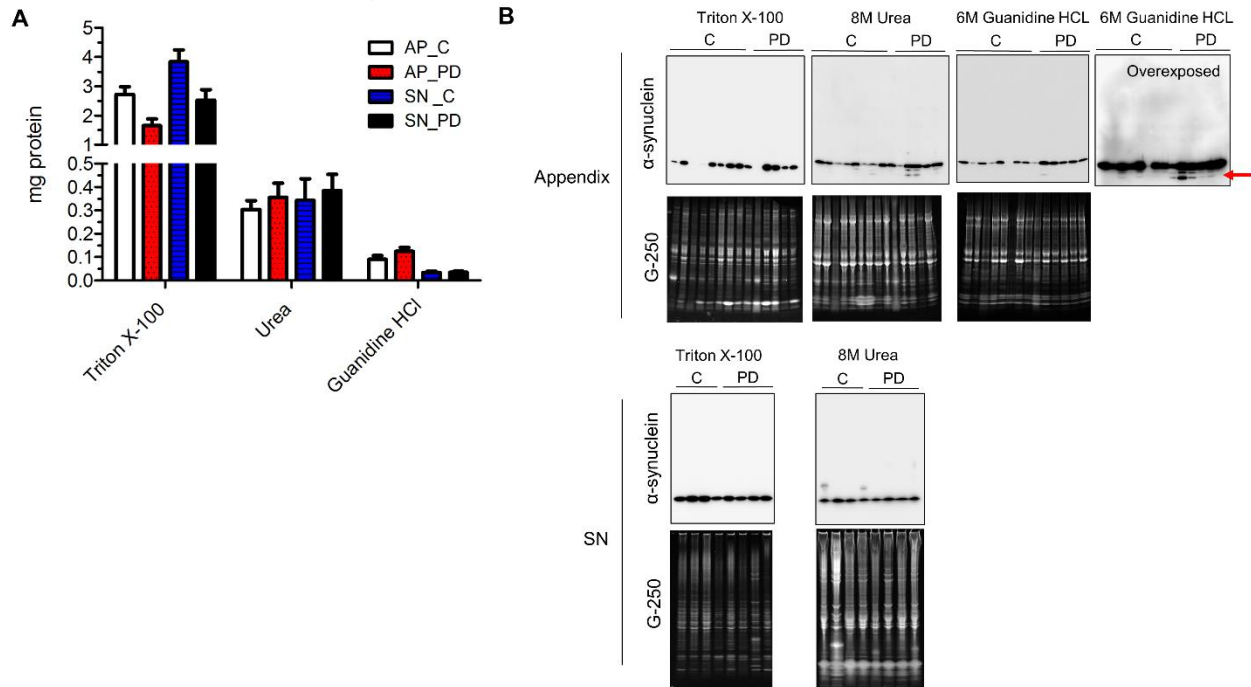 A
mg protein
5
4
3
2
1
0.5
0.4
0.3
0.2
0.1
0.0
AP_C
AP_PD
SN_C
SN_PD
Triton X-100
Urea
Guanidine HCl
B
Triton X-100
8M Urea
6M Guanidine HCL
6M Guanidine HCL
C
PD
C
PD
C
PD
C
PD
Overexposed
Appendix
α-synuclein
G-250
Triton X-100
8M Urea
C
PD
C
PD
SN
α-synuclein
G-250